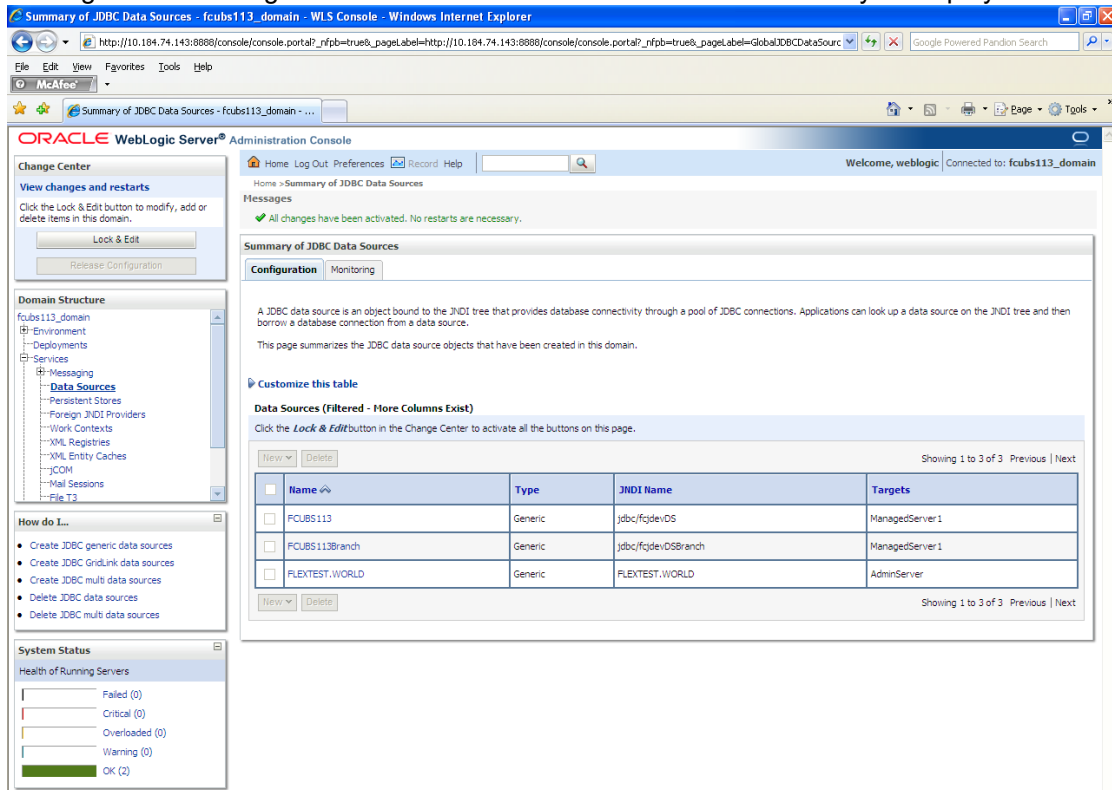 Summary of JDBC Data Sources - fcubs113_domain - WLS Console - Windows Internet Explorer
http://10.184.74.143:8888/console/console.portal?_nfpb=true&_pageLabel=http://10.184.74.143:8888/console/console.portal?_nfpb=true&_pageLabel=GlobalJDBCDataSourc
Google Powered Pandion Search
File Edit View Favorites Tools Help
McAfee
Summary of JDBC Data Sources - fcubs113_domain - ...
Page Tools
ORACLE WebLogic Server® Administration Console
Change Center
View changes and restarts
Click the Lock & Edit button to modify, add or
delete items in this domain.
Lock & Edit
Release Configuration
Domain Structure
fcubs113_domain
Environment
Deployments
Services
Messaging
Data Sources
Persistent Stores
Foreign JNDI Providers
Work Contexts
XML Registries
XML Entity Caches
jCOM
Mail Sessions
File T3
How do I...
Create JDBC generic data sources
Create JDBC GridLink data sources
Create JDBC multi data sources
Delete JDBC data sources
Delete JDBC multi data sources
System Status
Health of Running Servers
Failed (0)
Critical (0)
Overloaded (0)
Warning (0)
OK (2)
Home Log Out Preferences Record Help
Welcome, weblogic Connected to: fcubs113_domain
Home >Summary of JDBC Data Sources
Messages
All changes have been activated. No restarts are necessary.
Summary of JDBC Data Sources
Configuration Monitoring
A JDBC data source is an object bound to the JNDI tree that provides database connectivity through a pool of JDBC connections. Applications can look up a data source on the JNDI tree and then
borrow a database connection from a data source.
This page summarizes the JDBC data source objects that have been created in this domain.
Customize this table
Data Sources (Filtered - More Columns Exist)
Click the Lock & Edit button in the Change Center to activate all the buttons on this page.
New Delete Showing 1 to 3 of 3 Previous | Next
Name Type JNDI Name Targets
FCUBS113 Generic jdbc/fcjdevDS ManagedServer1
FCUBS113Branch Generic jdbc/fcjdevDSBranch ManagedServer1
FLEXTEST.WORLD Generic FLEXTEST.WORLD AdminServer
New Delete Showing 1 to 3 of 3 Previous | Next